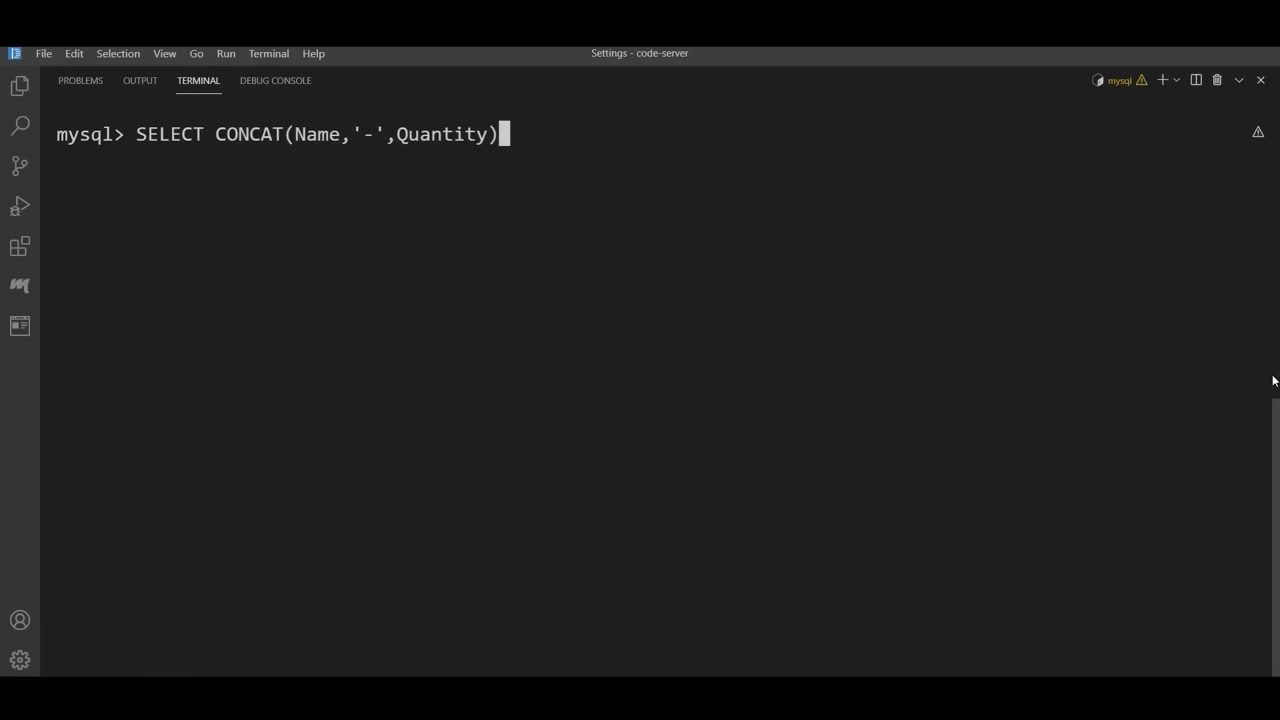 File Edit Selection View Go Run Terminal Help Settings - code-server
PROBLEMS OUTPUT TERMINAL DEBUG CONSOLE mysql
mysql> SELECT CONCAT(Name,'-',Quantity)